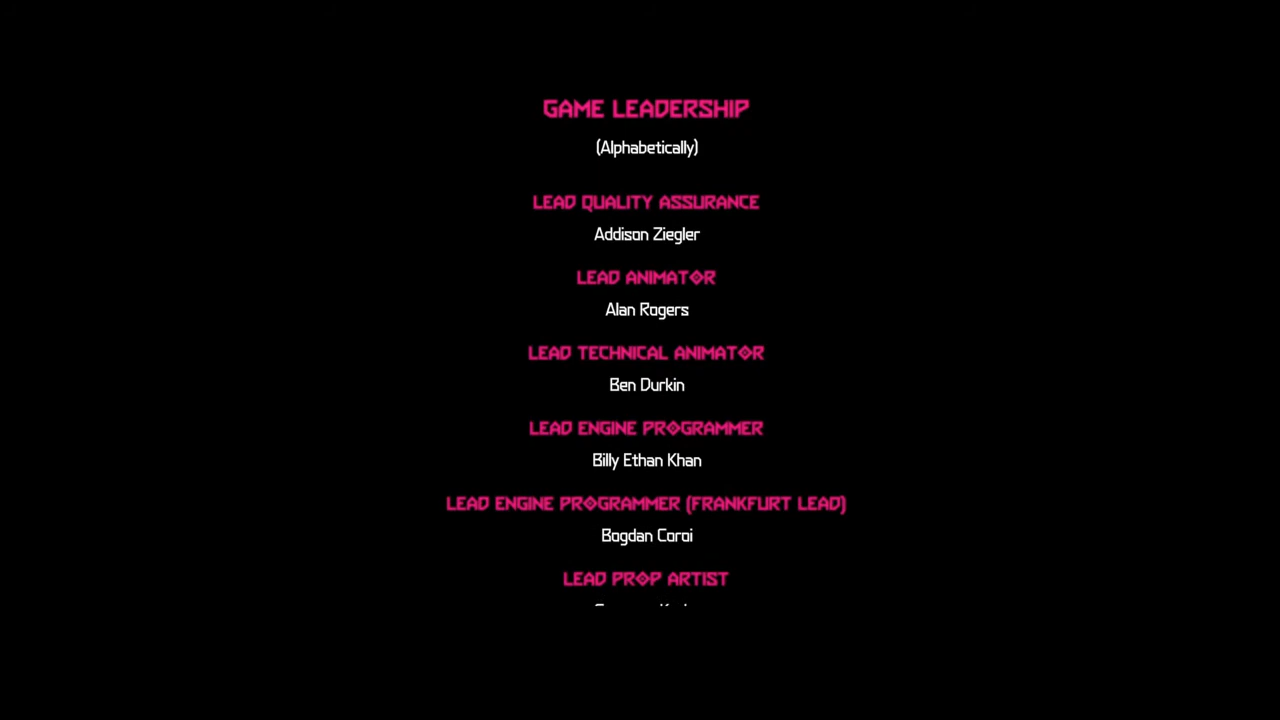 GAME LEADERSHIP
(Alphabetically)
LEAD QUALITY ASSURANCE
Addison Ziegler
LEAD ANIMATOR
Alan Rogers
LEAD TECHNICAL ANIMATOR
Ben Durkin
LEAD ENGINE PROGRAMMER
Billy Ethan Khan
LEAD ENGINE PROGRAMMER (FRANKFURT LEAD)
Bogdan Coroi
LEAD PROP ARTIST